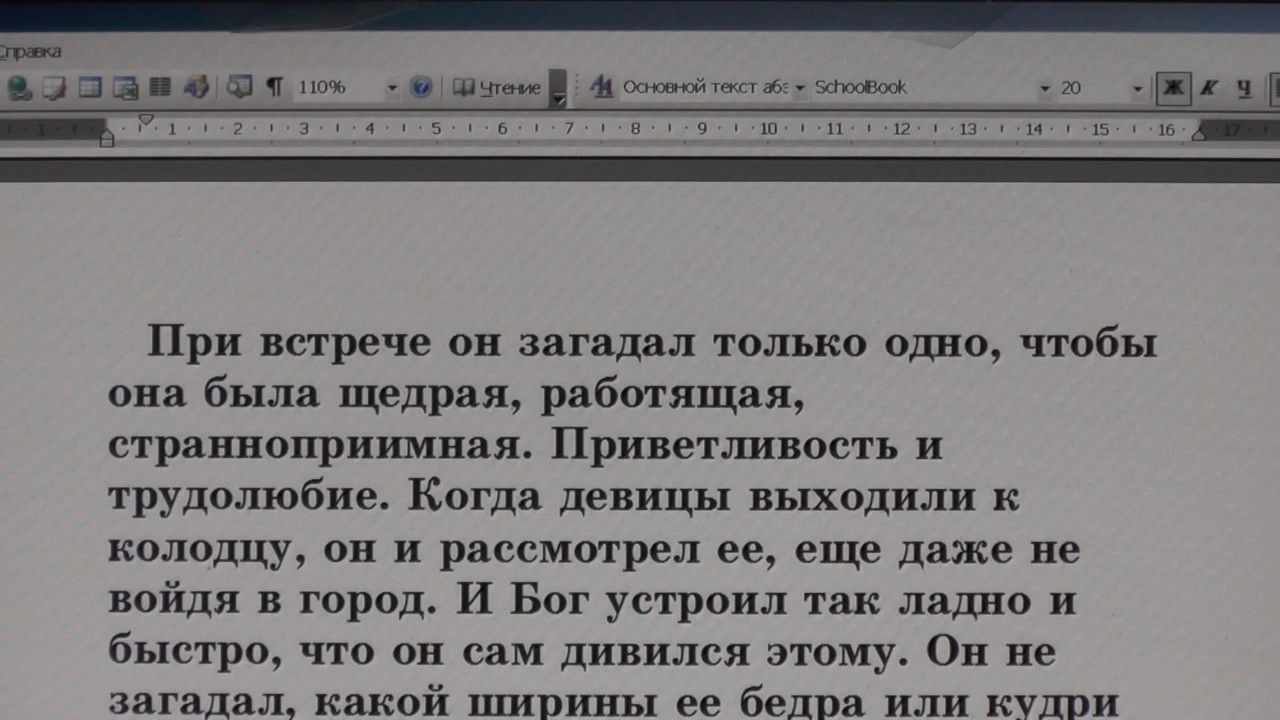 Справка
110% Чтение Основной текст абз SchoolBook 20 Ж К Ч
1 1 2 3 4 5 6 7 8 9 10 11 12 13 14 15 16 17
При встрече он загадал только одно, чтобы
она была щедрая, работящая,
странноприимная. Приветливость и
трудолюбие. Когда девицы выходили к
колодцу, он и рассмотрел ее, еще даже не
войдя в город. И Бог устроил так ладно и
быстро, что он сам дивился этому. Он не
загадал, какой ширины ее бедра или кудри